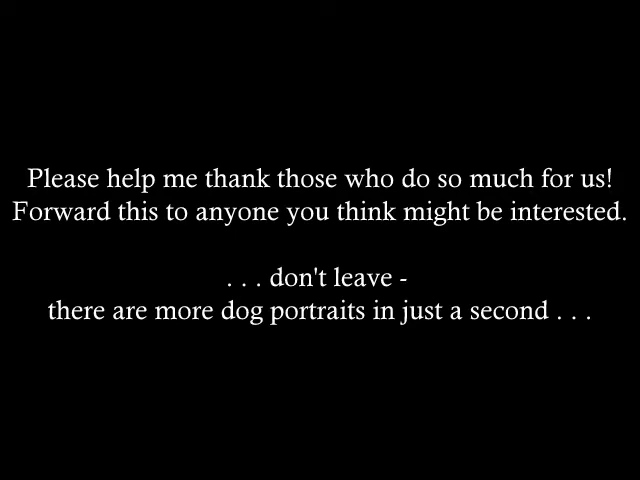 Please help me thank those who do so much for us!
Forward this to anyone you think might be interested.
. . . don't leave -
there are more dog portraits in just a second . . .